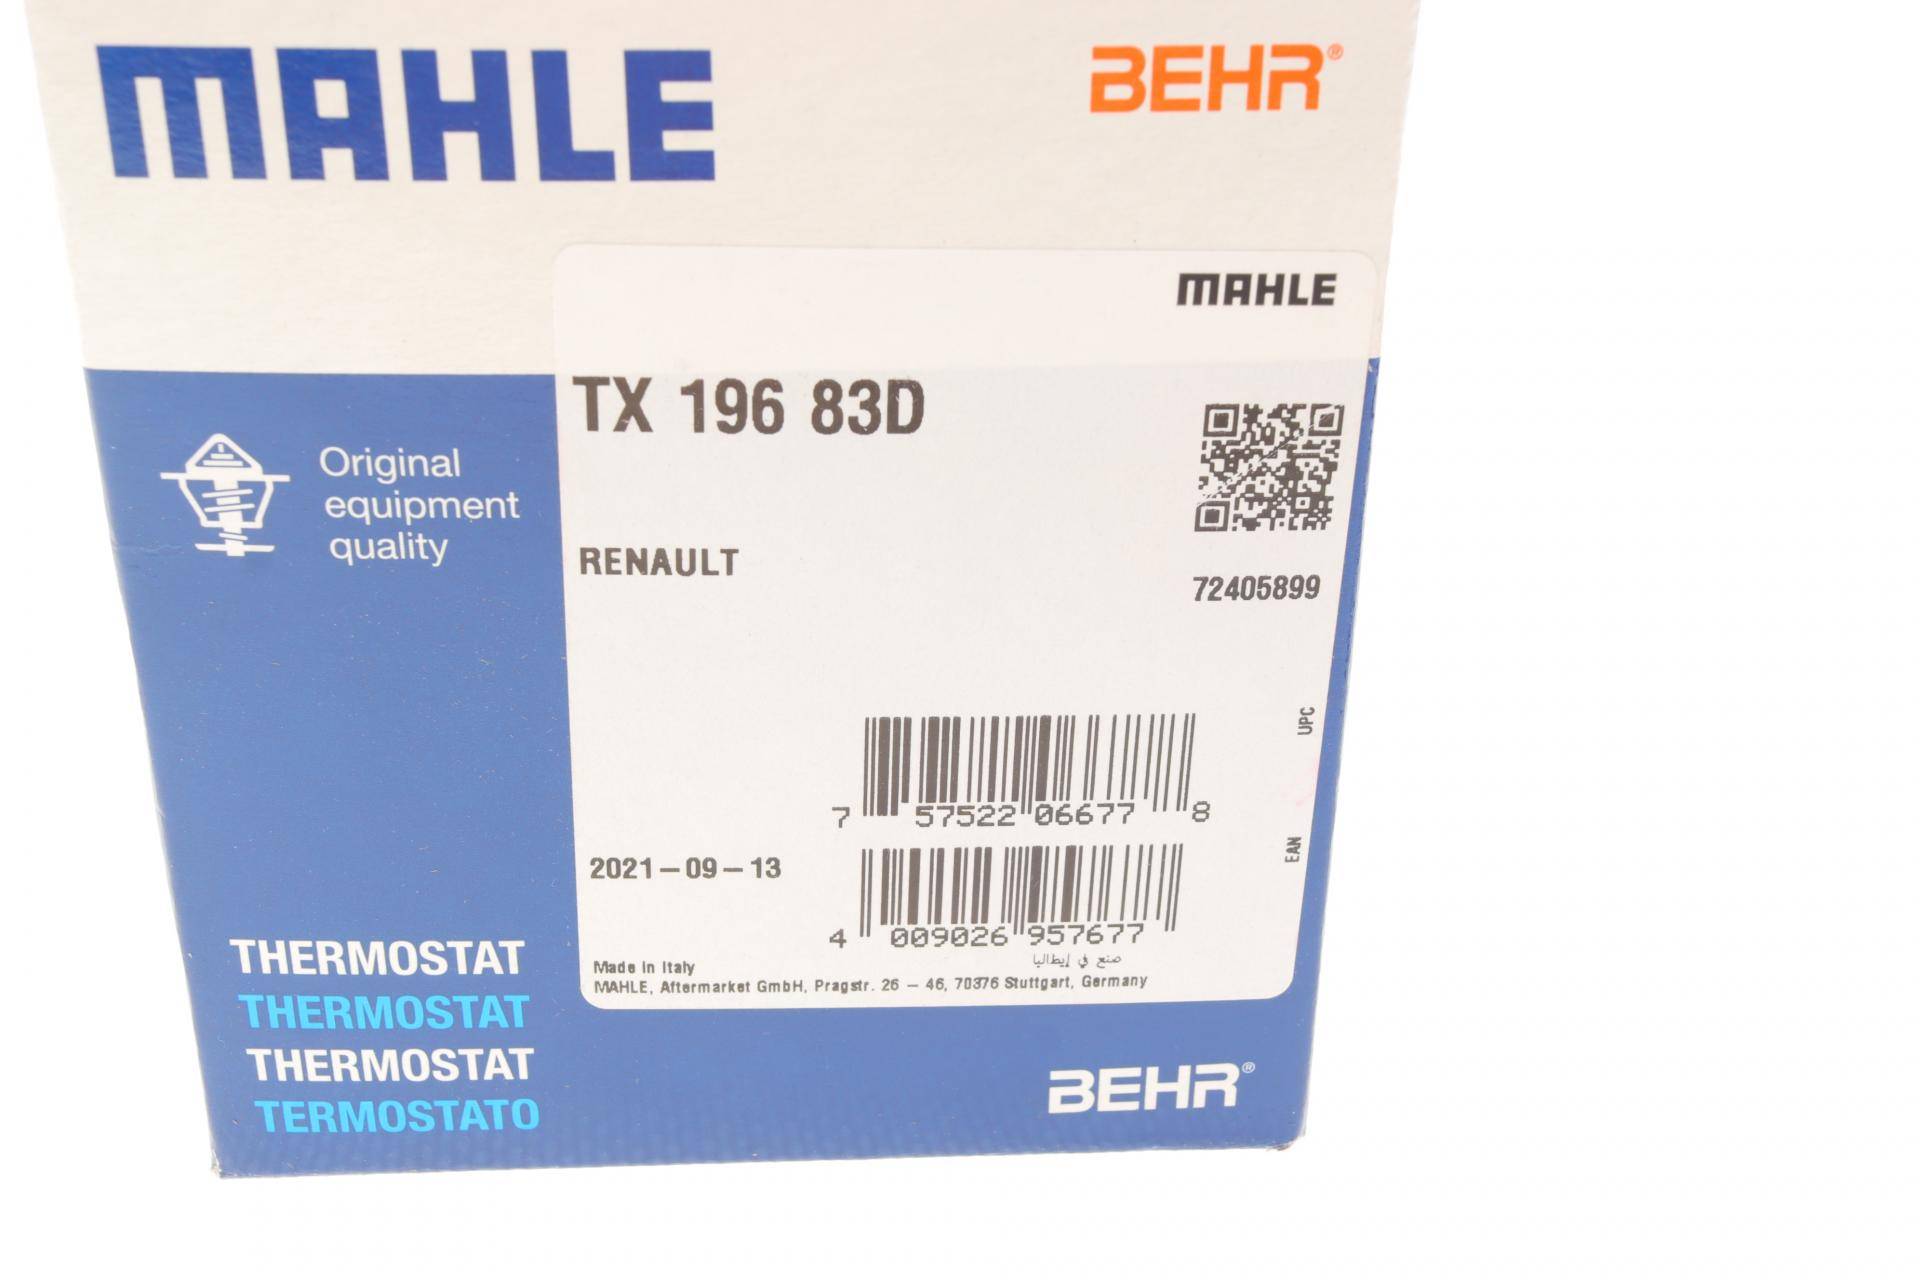 MAHLE
BEHR®
MAHLE
TX 196 83D
Original
equipment
quality
RENAULT
72405899
UPC
7 57522 06677 8
EAN
2021-09-13
4 009026 957677
Made in Italy
صنع في إيطاليا
MAHLE, Aftermarket GmbH, Pragstr. 26 - 46, 70376 Stuttgart, Germany
THERMOSTAT
THERMOSTAT
THERMOSTAT
TERMOSTATO
BEHR®